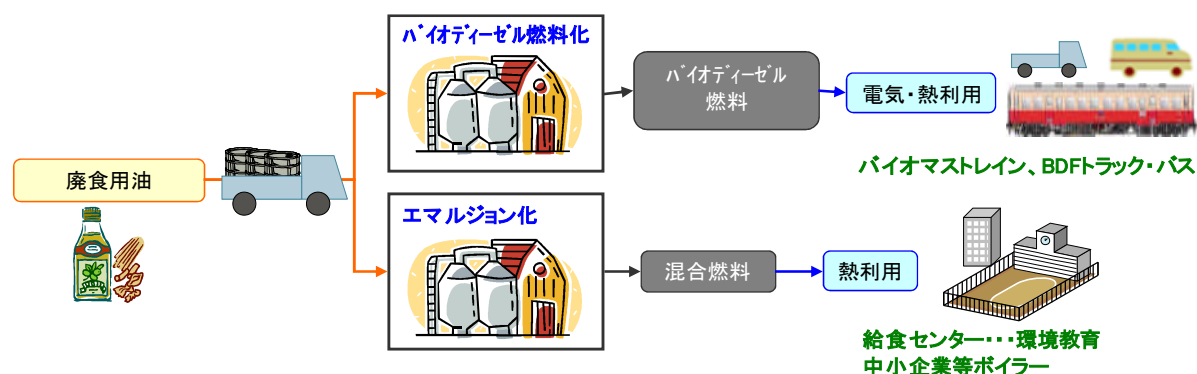 バイオディーゼル燃料化
バイオディーゼル
燃料
電気・熱利用
バイオマストレイン、BDFトラック・バス
廃食用油
エマルジョン化
混合燃料
熱利用
給食センター・・・環境教育
中小企業等ボイラー